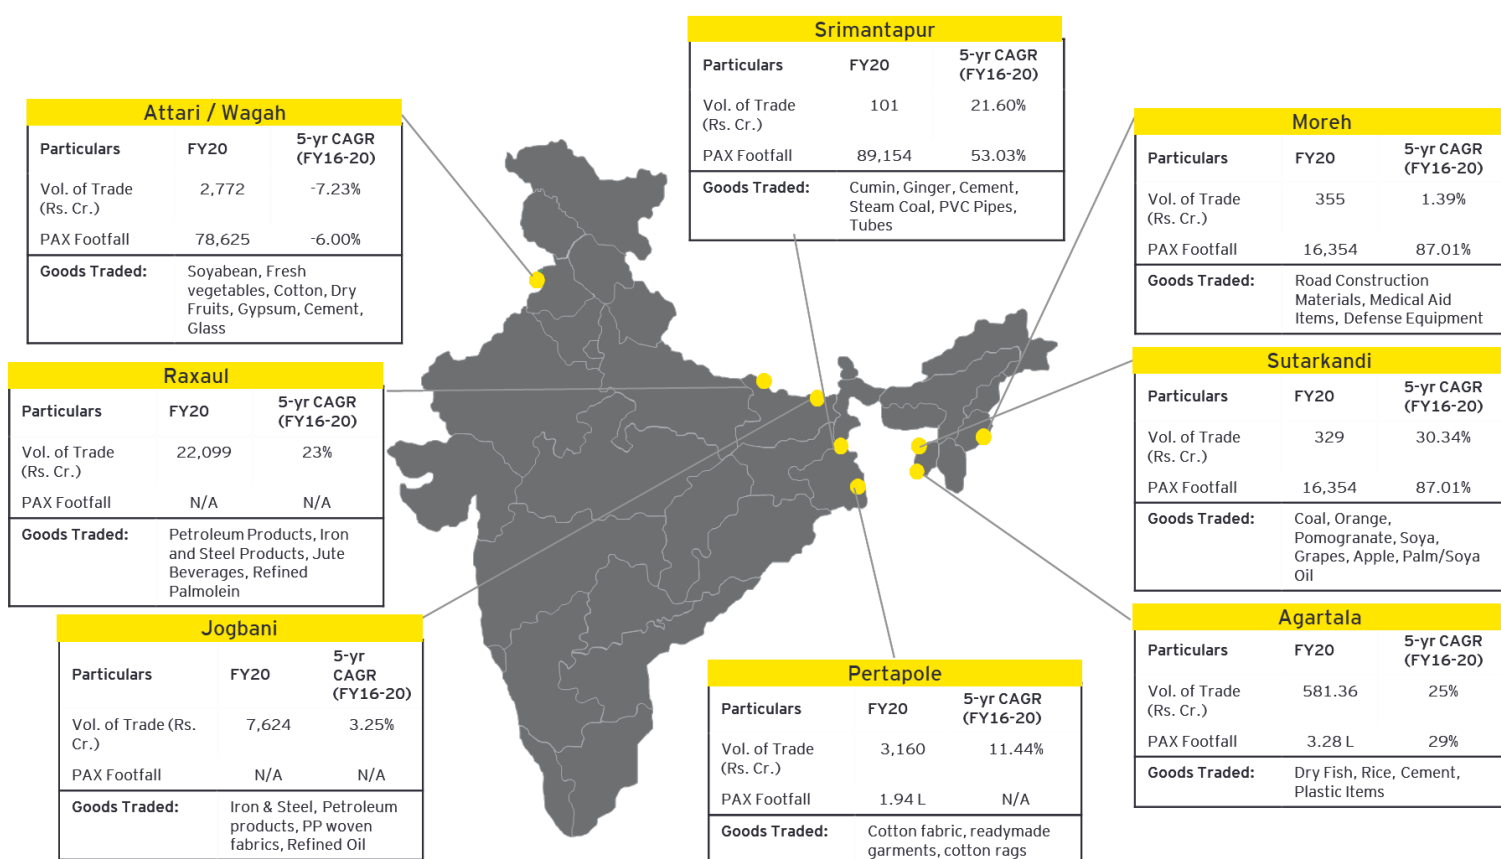 Srimantapur
Particulars FY20 5-yr CAGR
(FY16-20)
Vol. of Trade 101 21.60%
(Rs. Cr.)
PAX Footfall 89,154 53.03%
Goods Traded: Cumin, Ginger, Cement,
Steam Coal, PVC Pipes,
Tubes
Attari / Wagah
Particulars FY20 5-yr CAGR
(FY16-20)
Vol. of Trade 2,772 -7.23%
(Rs. Cr.)
PAX Footfall 78,625 -6.00%
Goods Traded: Soyabean, Fresh
vegetables, Cotton, Dry
Fruits, Gypsum, Cement,
Glass
Moreh
Particulars FY20 5-yr CAGR
(FY16-20)
Vol. of Trade 355 1.39%
(Rs. Cr.)
PAX Footfall 16,354 87.01%
Goods Traded: Road Construction
Materials, Medical Aid
Items, Defense Equipment
Raxaul
Particulars FY20 5-yr CAGR
(FY16-20)
Vol. of Trade 22,099 23%
(Rs. Cr.)
PAX Footfall N/A N/A
Goods Traded: Petroleum Products, Iron
and Steel Products, Jute
Beverages, Refined
Palmolein
Sutarkandi
Particulars FY20 5-yr CAGR
(FY16-20)
Vol. of Trade 329 30.34%
(Rs. Cr.)
PAX Footfall 16,354 87.01%
Goods Traded: Coal, Orange,
Pomogranate, Soya,
Grapes, Apple, Palm/Soya
Oil
Jogbani
Particulars FY20 5-yr
CAGR
(FY16-20)
Vol. of Trade (Rs. 7,624 3.25%
Cr.)
PAX Footfall N/A N/A
Goods Traded: Iron & Steel, Petroleum
products, PP woven
fabrics, Refined Oil
Pertapole
Particulars FY20 5-yr CAGR
(FY16-20)
Vol. of Trade 3,160 11.44%
(Rs. Cr.)
PAX Footfall 1.94 L N/A
Goods Traded: Cotton fabric, readymade
garments, cotton rags
Agartala
Particulars FY20 5-yr CAGR
(FY16-20)
Vol. of Trade 581.36 25%
(Rs. Cr.)
PAX Footfall 3.28 L 29%
Goods Traded: Dry Fish, Rice, Cement,
Plastic Items